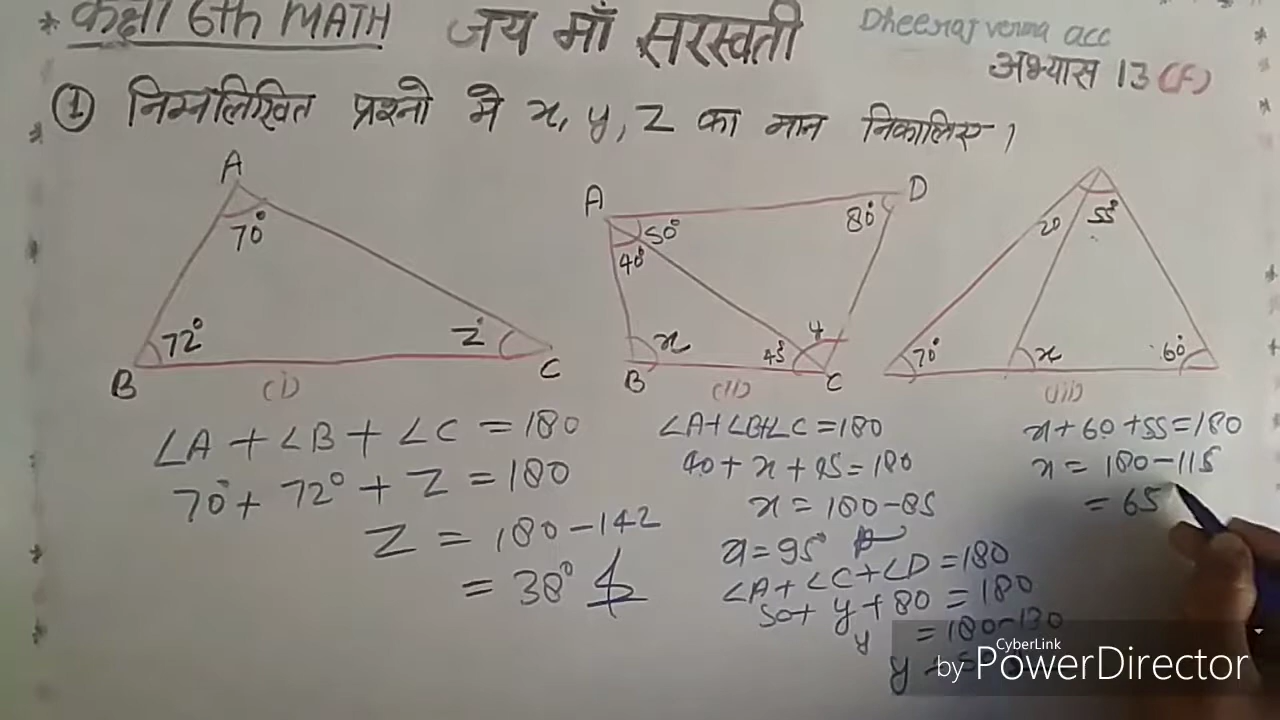 * कक्षा 6th MATH
जय माँ सरस्वती
Dheeraj verma acc
अभ्यास 13 (F)
① निम्नलिखित प्रश्नो मे x, y, z का मान निकालिए।
A
70°
72°
Z°
B
C
(i)
A
D
50°
80°
40°
x
45°
y
B
C
(ii)
20
55°
70°
x
60°
(iii)
∠A + ∠B + ∠C = 180
70° + 72° + Z = 180
Z = 180 - 142
= 38°
∠A+∠B+∠C = 180
40 + x + 45 = 180
x = 180-85
x = 95°
∠A + ∠C + ∠D = 180
50+ y + 80 = 180
y = 180-130
y =
x + 60 + 55 = 180
x = 180 - 115
= 65
CyberLink
by PowerDirector